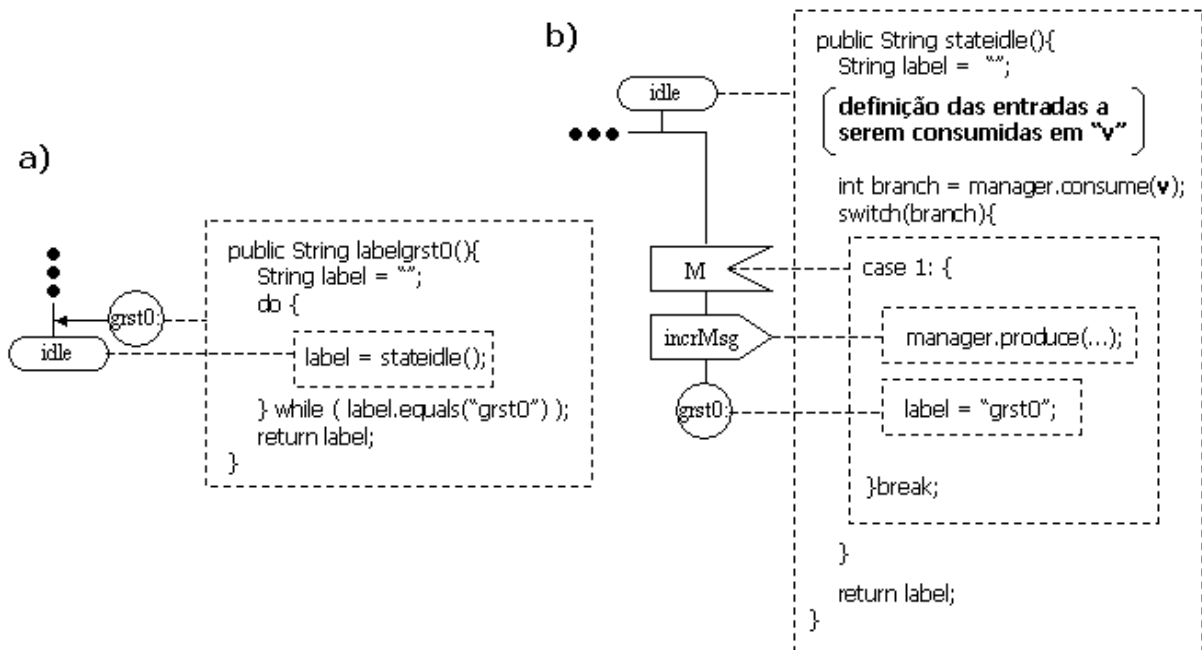 a)
grst0:
idle
public String labelgrst0(){
String label = "";
do {
label = stateidle();
} while ( label.equals("grst0") );
return label;
}
b)
idle
M
incrMsg
grst0:
public String stateidle(){
String label = "";
definição das entradas a
serem consumidas em "v"
int branch = manager.consume(v);
switch(branch){
case 1: {
manager.produce(...);
label = "grst0";
}break;
}
return label;
}